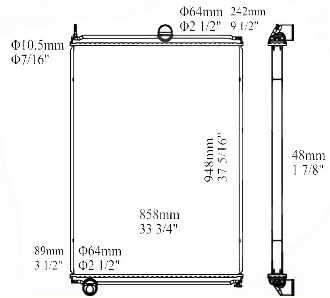 Φ64mm 242mm
Φ2 1/2" 9 1/2"
Φ10.5mm
Φ7/16"
948mm
37 5/16"
48mm
1 7/8"
858mm
33 3/4"
89mm Φ64mm
3 1/2" Φ2 1/2"